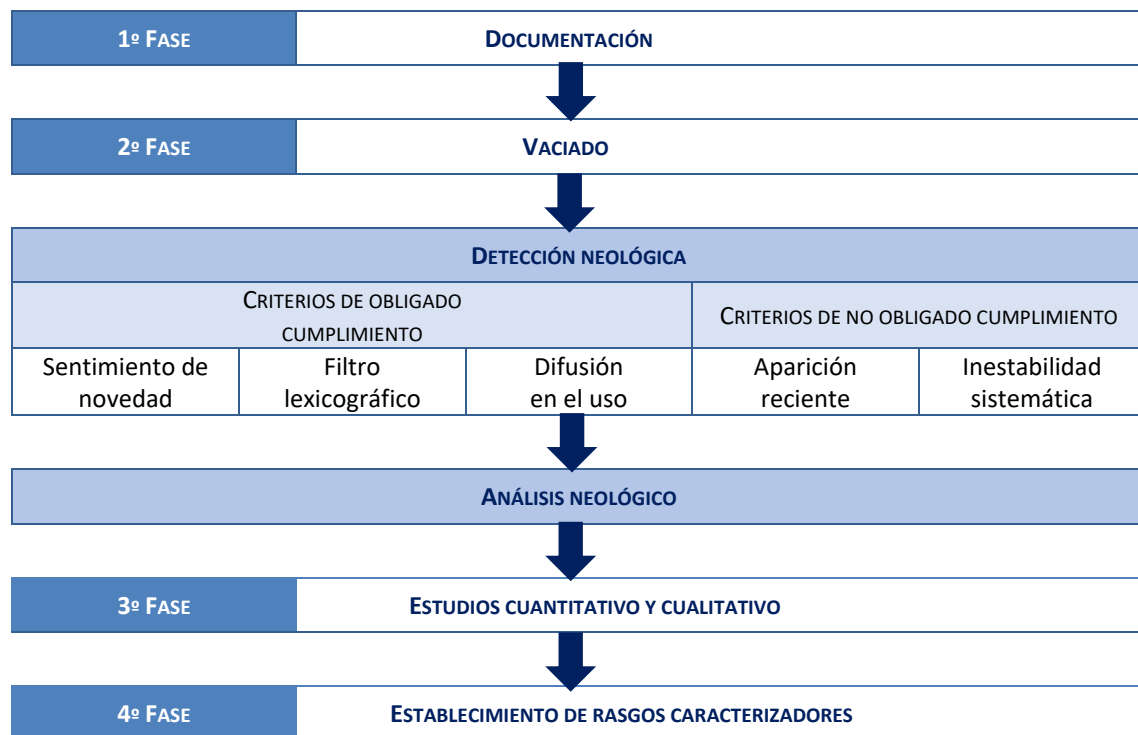 1º FASE DOCUMENTACIÓN
2º FASE VACIADO
DETECCIÓN NEOLÓGICA
CRITERIOS DE OBLIGADO
CUMPLIMIENTO
CRITERIOS DE NO OBLIGADO CUMPLIMIENTO
Sentimiento de
novedad
Filtro
lexicográfico
Difusión
en el uso
Aparición
reciente
Inestabilidad
sistemática
ANÁLISIS NEOLÓGICO
3º FASE ESTUDIOS CUANTITATIVO Y CUALITATIVO
4º FASE ESTABLECIMIENTO DE RASGOS CARACTERIZADORES